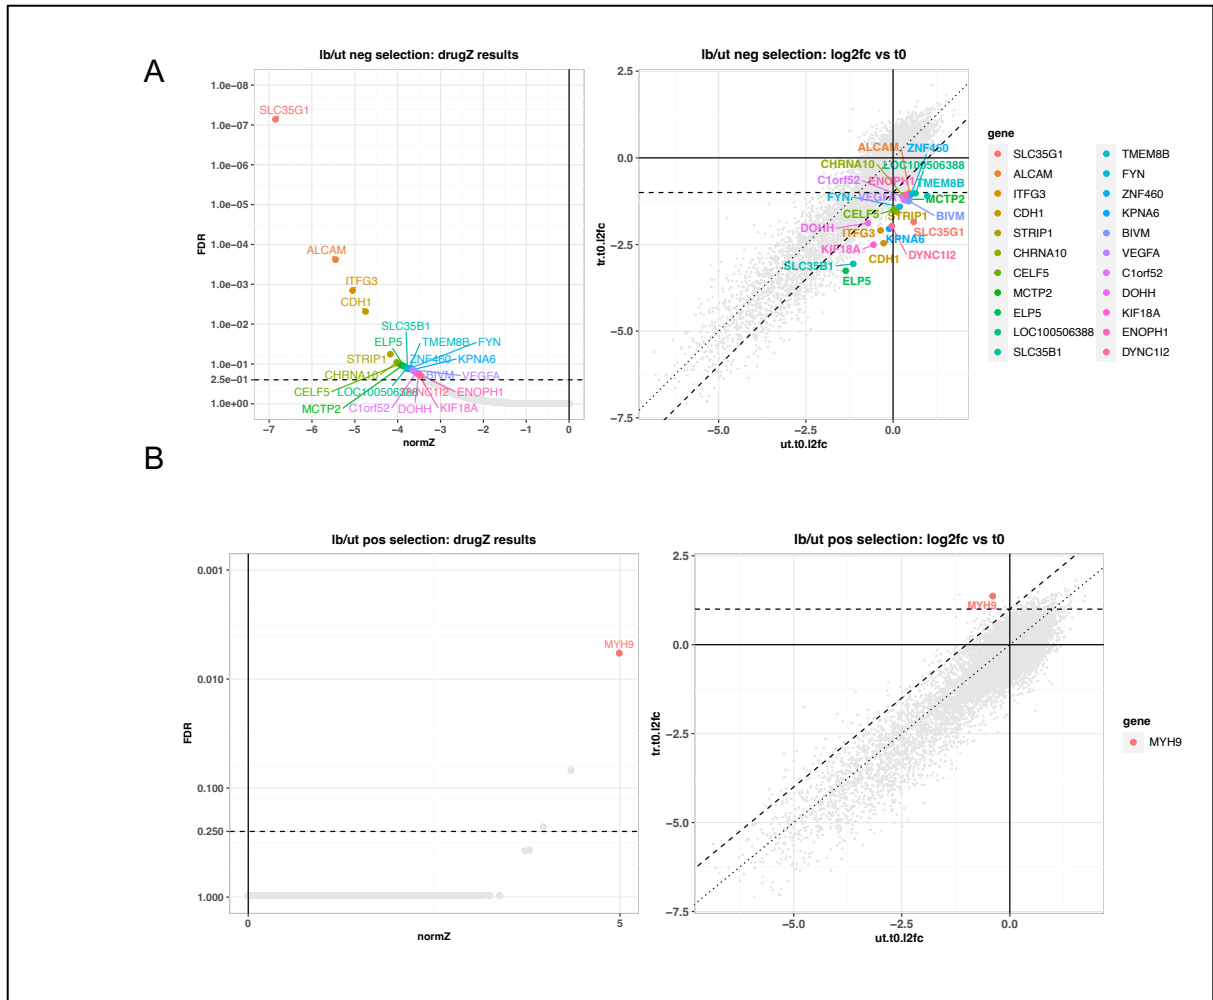 A
lb/ut neg selection: drugZ results
FDR
1.0e−08
1.0e−07
1.0e−06
1.0e−05
1.0e−04
1.0e−03
1.0e−02
1.0e−01
2.5e−01
1.0e+00
SLC35G1
ALCAM
ITFG3
CDH1
SLC35B1
ELP5
TMEM8B
FYN
STRIP1
ZNF460
KPNA6
CHRNA10
BIVM
VEGFA
CELF5
LOC100506388
DYNC1I2
ENOPH1
MCTP2
C1orf52
DOHH
KIF18A
−7
−6
−5
−4
−3
−2
−1
0
normZ
lb/ut neg selection: log2fc vs t0
tr.t0.l2fc
2.5
0.0
−2.5
−5.0
−7.5
ALCAM
ZNF460
CHRNA10
LOC100506388
C1orf52
ENOPH1
TMEM8B
FYN
VEGFA
MCTP2
CELF5
STRIP1
BIVM
DOHH
ITFG3
SLC35G1
KPNA6
KIF18A
CDH1
DYNC1I2
SLC35B1
ELP5
−5.0
−2.5
0.0
ut.t0.l2fc
gene
SLC35G1
ALCAM
ITFG3
CDH1
STRIP1
CHRNA10
CELF5
MCTP2
ELP5
LOC100506388
SLC35B1
TMEM8B
FYN
ZNF460
KPNA6
BIVM
VEGFA
C1orf52
DOHH
KIF18A
ENOPH1
DYNC1I2
B
lb/ut pos selection: drugZ results
FDR
0.001
0.010
0.100
0.250
1.000
MYH9
0
5
normZ
lb/ut pos selection: log2fc vs t0
tr.t0.l2fc
2.5
0.0
−2.5
−5.0
−7.5
MYH9
−5.0
−2.5
0.0
ut.t0.l2fc
gene
MYH9